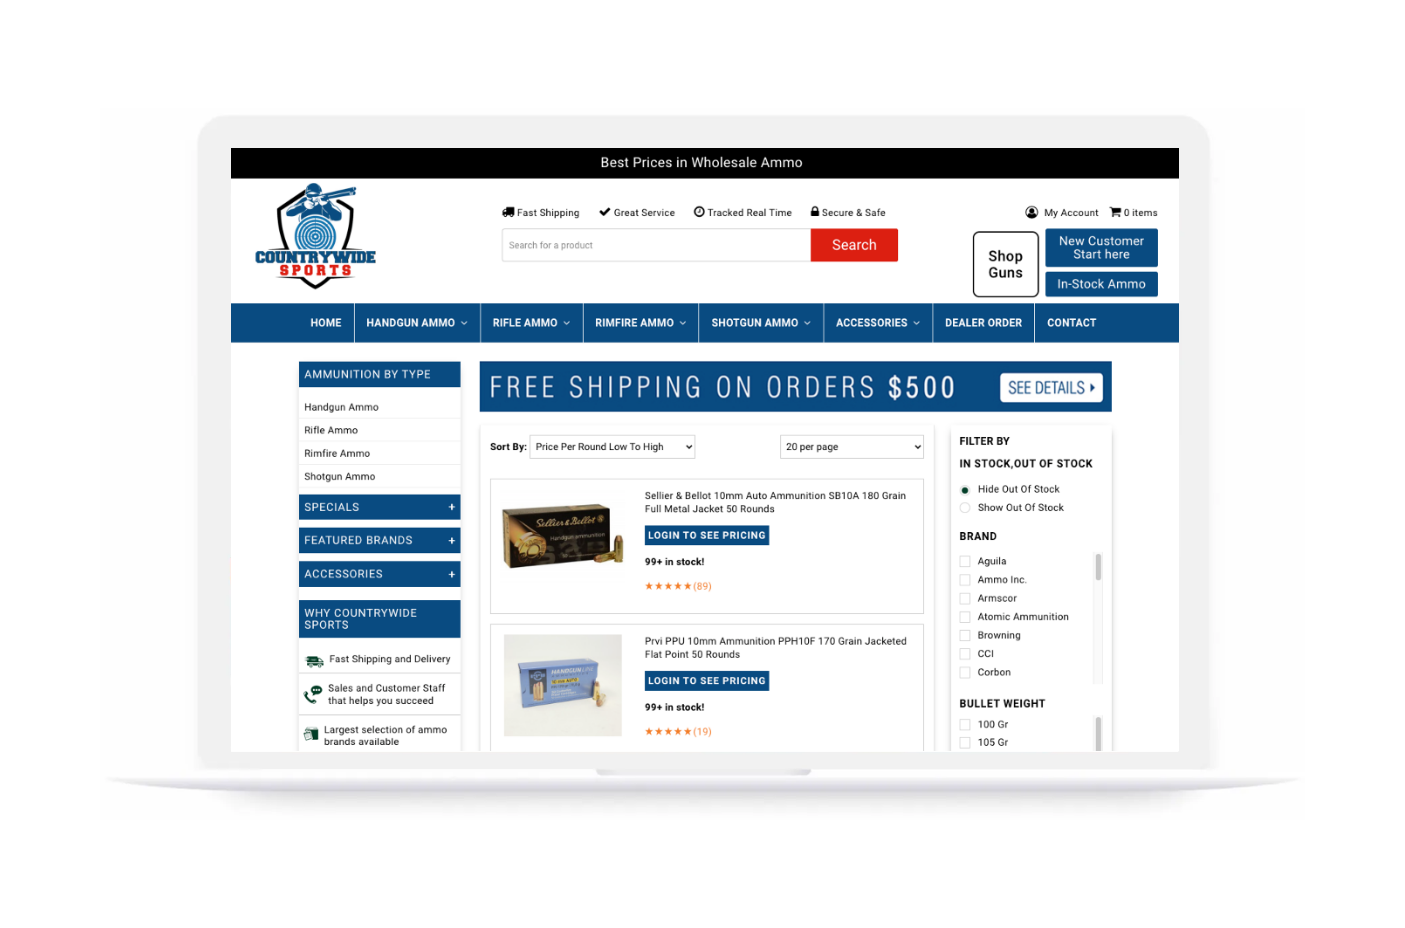 Best Prices in Wholesale Ammo
COUNTRYWIDE
SPORTS
Fast Shipping Great Service Tracked Real Time Secure & Safe
My Account 0 items
Search for a product Search
Shop
Guns
New Customer
Start here
In-Stock Ammo
HOME HANDGUN AMMO RIFLE AMMO RIMFIRE AMMO SHOTGUN AMMO ACCESSORIES DEALER ORDER CONTACT
AMMUNITION BY TYPE
Handgun Ammo
Rifle Ammo
Rimfire Ammo
Shotgun Ammo
SPECIALS +
FEATURED BRANDS +
ACCESSORIES +
WHY COUNTRYWIDE
SPORTS
Fast Shipping and Delivery
Sales and Customer Staff
that helps you succeed
Largest selection of ammo
brands available
FREE SHIPPING ON ORDERS $500 SEE DETAILS
Sort By: Price Per Round Low To High 20 per page
Sellier & Bellot
Handgun ammunition
Sellier & Bellot 10mm Auto Ammunition SB10A 180 Grain
Full Metal Jacket 50 Rounds
LOGIN TO SEE PRICING
99+ in stock!
(89)
HANDGUN LINE
Prvi PPU 10mm Ammunition PPH10F 170 Grain Jacketed
Flat Point 50 Rounds
LOGIN TO SEE PRICING
99+ in stock!
(19)
FILTER BY
IN STOCK,OUT OF STOCK
Hide Out Of Stock
Show Out Of Stock
BRAND
Aguila
Ammo Inc.
Armscor
Atomic Ammunition
Browning
CCI
Corbon
BULLET WEIGHT
100 Gr
105 Gr